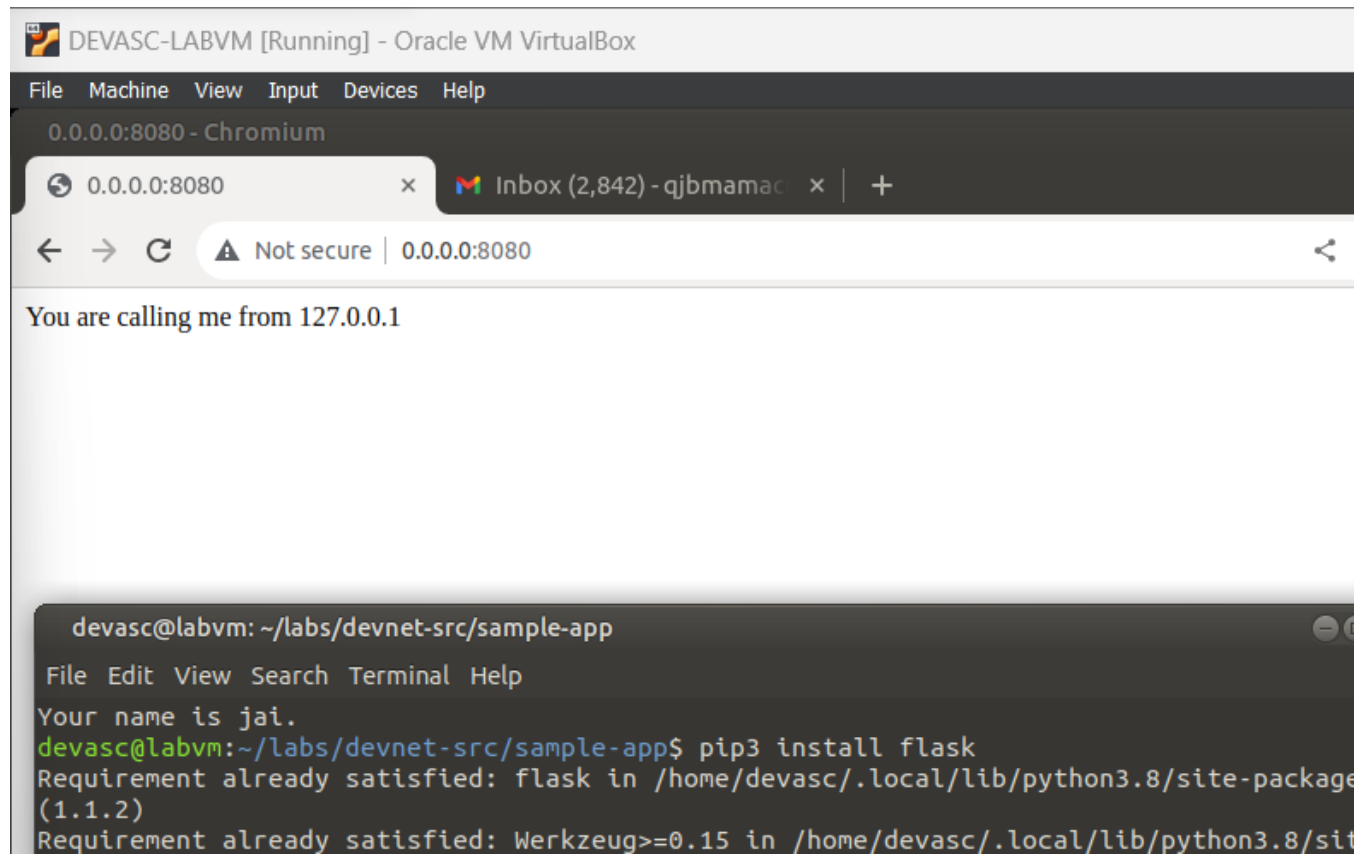 DEVASC-LABVM [Running] - Oracle VM VirtualBox
File Machine View Input Devices Help
0.0.0.0:8080 - Chromium
0.0.0.0:8080 × Inbox (2,842) - qjbmamac × +
Not secure | 0.0.0.0:8080
You are calling me from 127.0.0.1
devasc@labvm: ~/labs/devnet-src/sample-app
File Edit View Search Terminal Help
Your name is jai.
devasc@labvm:~/labs/devnet-src/sample-app$ pip3 install flask
Requirement already satisfied: flask in /home/devasc/.local/lib/python3.8/site-package
(1.1.2)
Requirement already satisfied: Werkzeug>=0.15 in /home/devasc/.local/lib/python3.8/sit